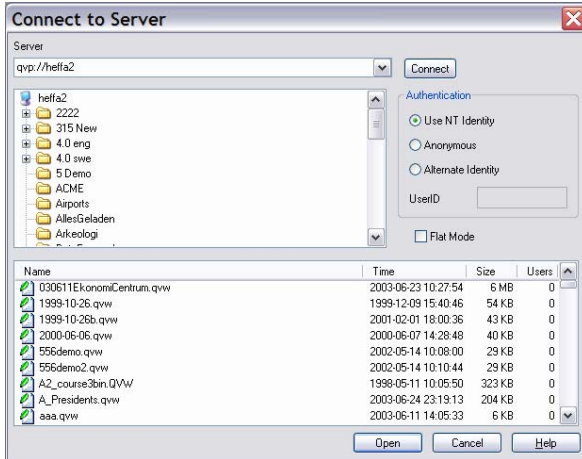 Connect to Server
Server
qvp://heffa2
Connect
heffa2
2222
315 New
4.0 eng
4.0 swe
5 Demo
ACME
Airports
AllesGeladen
Arkeologi
Authentication
Use NT Identity
Anonymous
Alternate Identity
UserID
Flat Mode
Name Time Size Users
030611EkonomiCentrum.qvw 2003-06-23 10:27:54 6 MB 0
1999-10-26.qvw 1999-12-09 15:40:46 54 KB 0
1999-10-26b.qvw 2001-02-01 18:00:36 43 KB 0
2000-06-06.qvw 2000-06-07 14:28:48 40 KB 0
556demo.qvw 2002-05-14 10:08:00 29 KB 0
556demo2.qvw 2002-05-14 10:10:44 29 KB 0
A2_course3bin.QVW 1998-05-11 10:05:50 323 KB 0
A_Presidents.qvw 2003-06-24 23:19:13 204 KB 0
aaa.qvw 2003-06-11 14:05:33 6 KB 0
Open Cancel Help